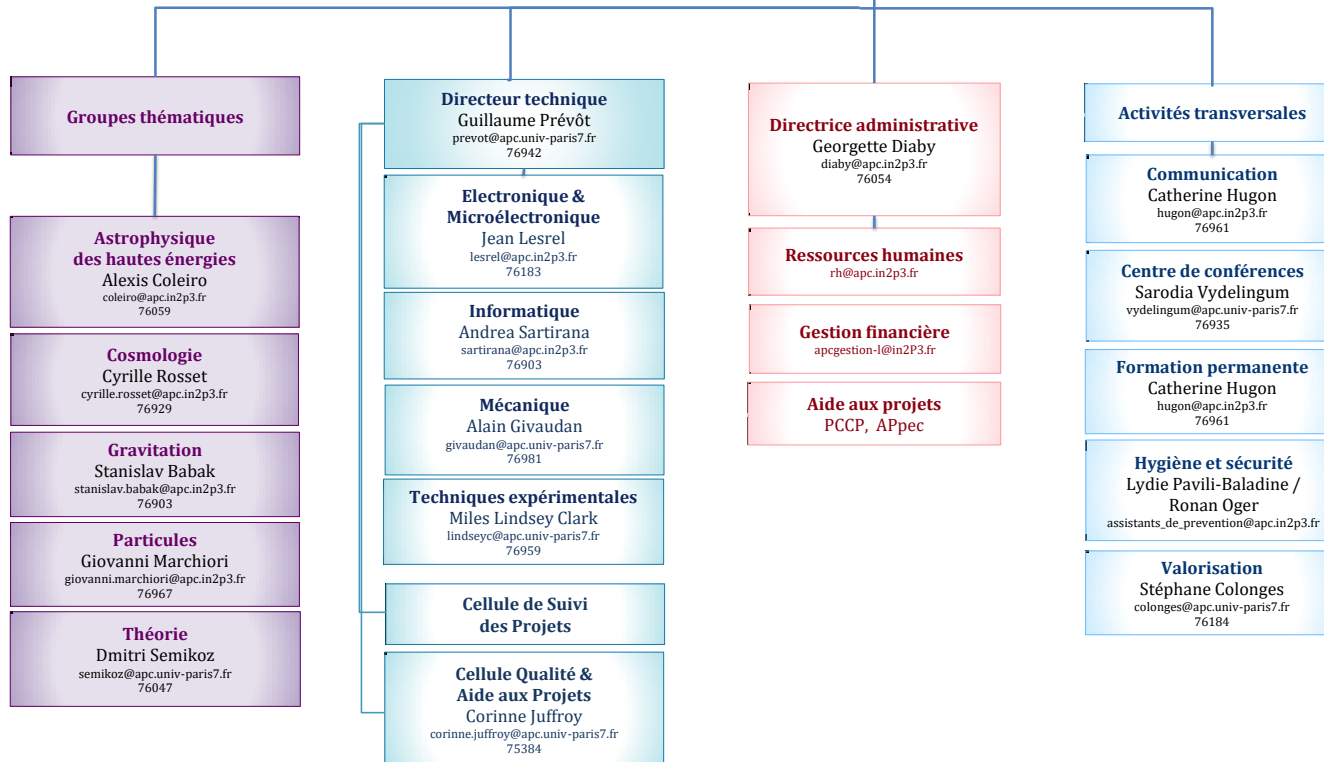 Groupes thématiques
Astrophysique
des hautes énergies
Alexis Coleiro
coleiro@apc.in2p3.fr
76059
Cosmologie
Cyrille Rosset
cyrille.rosset@apc.in2p3.fr
76929
Gravitation
Stanislav Babak
stanislav.babak@apc.in2p3.fr
76903
Particules
Giovanni Marchiori
giovanni.marchiori@apc.in2p3.fr
76967
Théorie
Dmitri Semikoz
semikoz@apc.univ-paris7.fr
76047
Directeur technique
Guillaume Prévôt
prevot@apc.univ-paris7.fr
76942
Electronique &
Microélectronique
Jean Lesrel
lesrel@apc.in2p3.fr
76183
Informatique
Andrea Sartirana
sartirana@apc.in2p3.fr
76903
Mécanique
Alain Givaudan
givaudan@apc.univ-paris7.fr
76981
Techniques expérimentales
Miles Lindsey Clark
lindseyc@apc.univ-paris7.fr
76959
Cellule de Suivi
des Projets
Cellule Qualité &
Aide aux Projets
Corinne Juffroy
corinne.juffroy@apc.univ-paris7.fr
75384
Directrice administrative
Georgette Diaby
diaby@apc.in2p3.fr
76054
Ressources humaines
rh@apc.in2p3.fr
Gestion financière
apcgestion-l@in2P3.fr
Aide aux projets
PCCP, APpec
Activités transversales
Communication
Catherine Hugon
hugon@apc.in2p3.fr
76961
Centre de conférences
Sarodia Vydelingum
vydelingum@apc.univ-paris7.fr
76935
Formation permanente
Catherine Hugon
hugon@apc.in2p3.fr
76961
Hygiène et sécurité
Lydie Pavili-Baladine /
Ronan Oger
assistants_de_prevention@apc.in2p3.fr
Valorisation
Stéphane Colonges
colonges@apc.univ-paris7.fr
76184